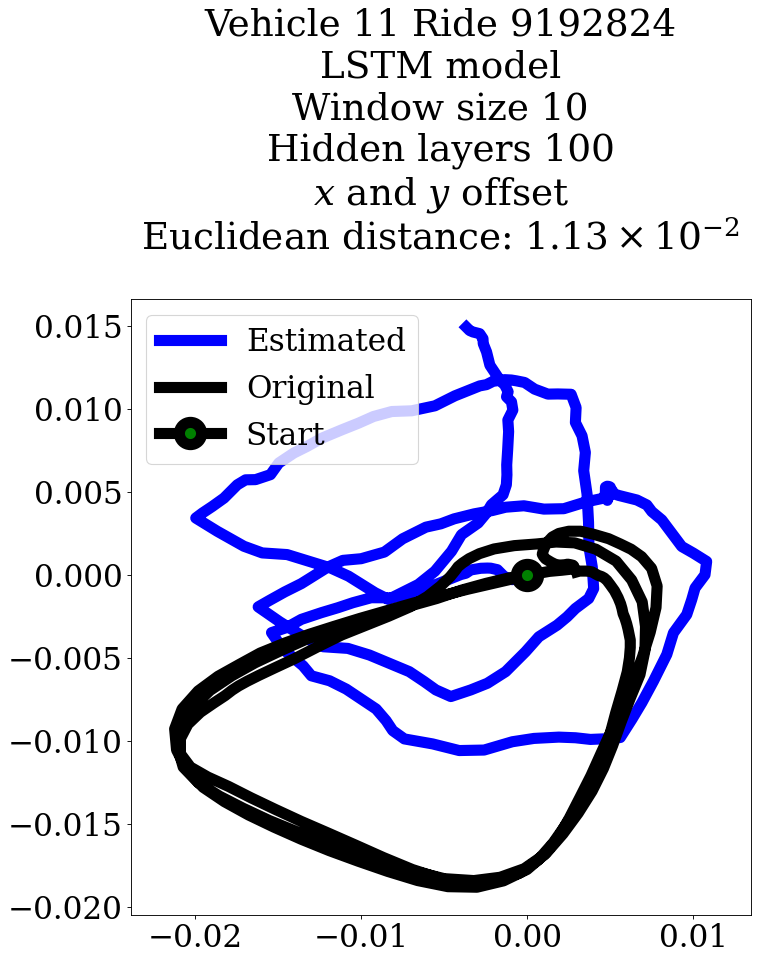 Vehicle 11 Ride 9192824
LSTM model
Window size 10
Hidden layers 100
x and y offset
Euclidean distance: 1.13 × 10⁻²
Estimated
Original
Start
0.015
0.010
0.005
0.000
−0.005
−0.010
−0.015
−0.020
−0.02 −0.01 0.00 0.01